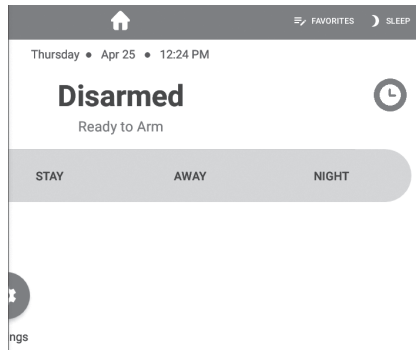 FAVORITES SLEEP
Thursday ● Apr 25 ● 12:24 PM
Disarmed
Ready to Arm
STAY AWAY NIGHT
ngs